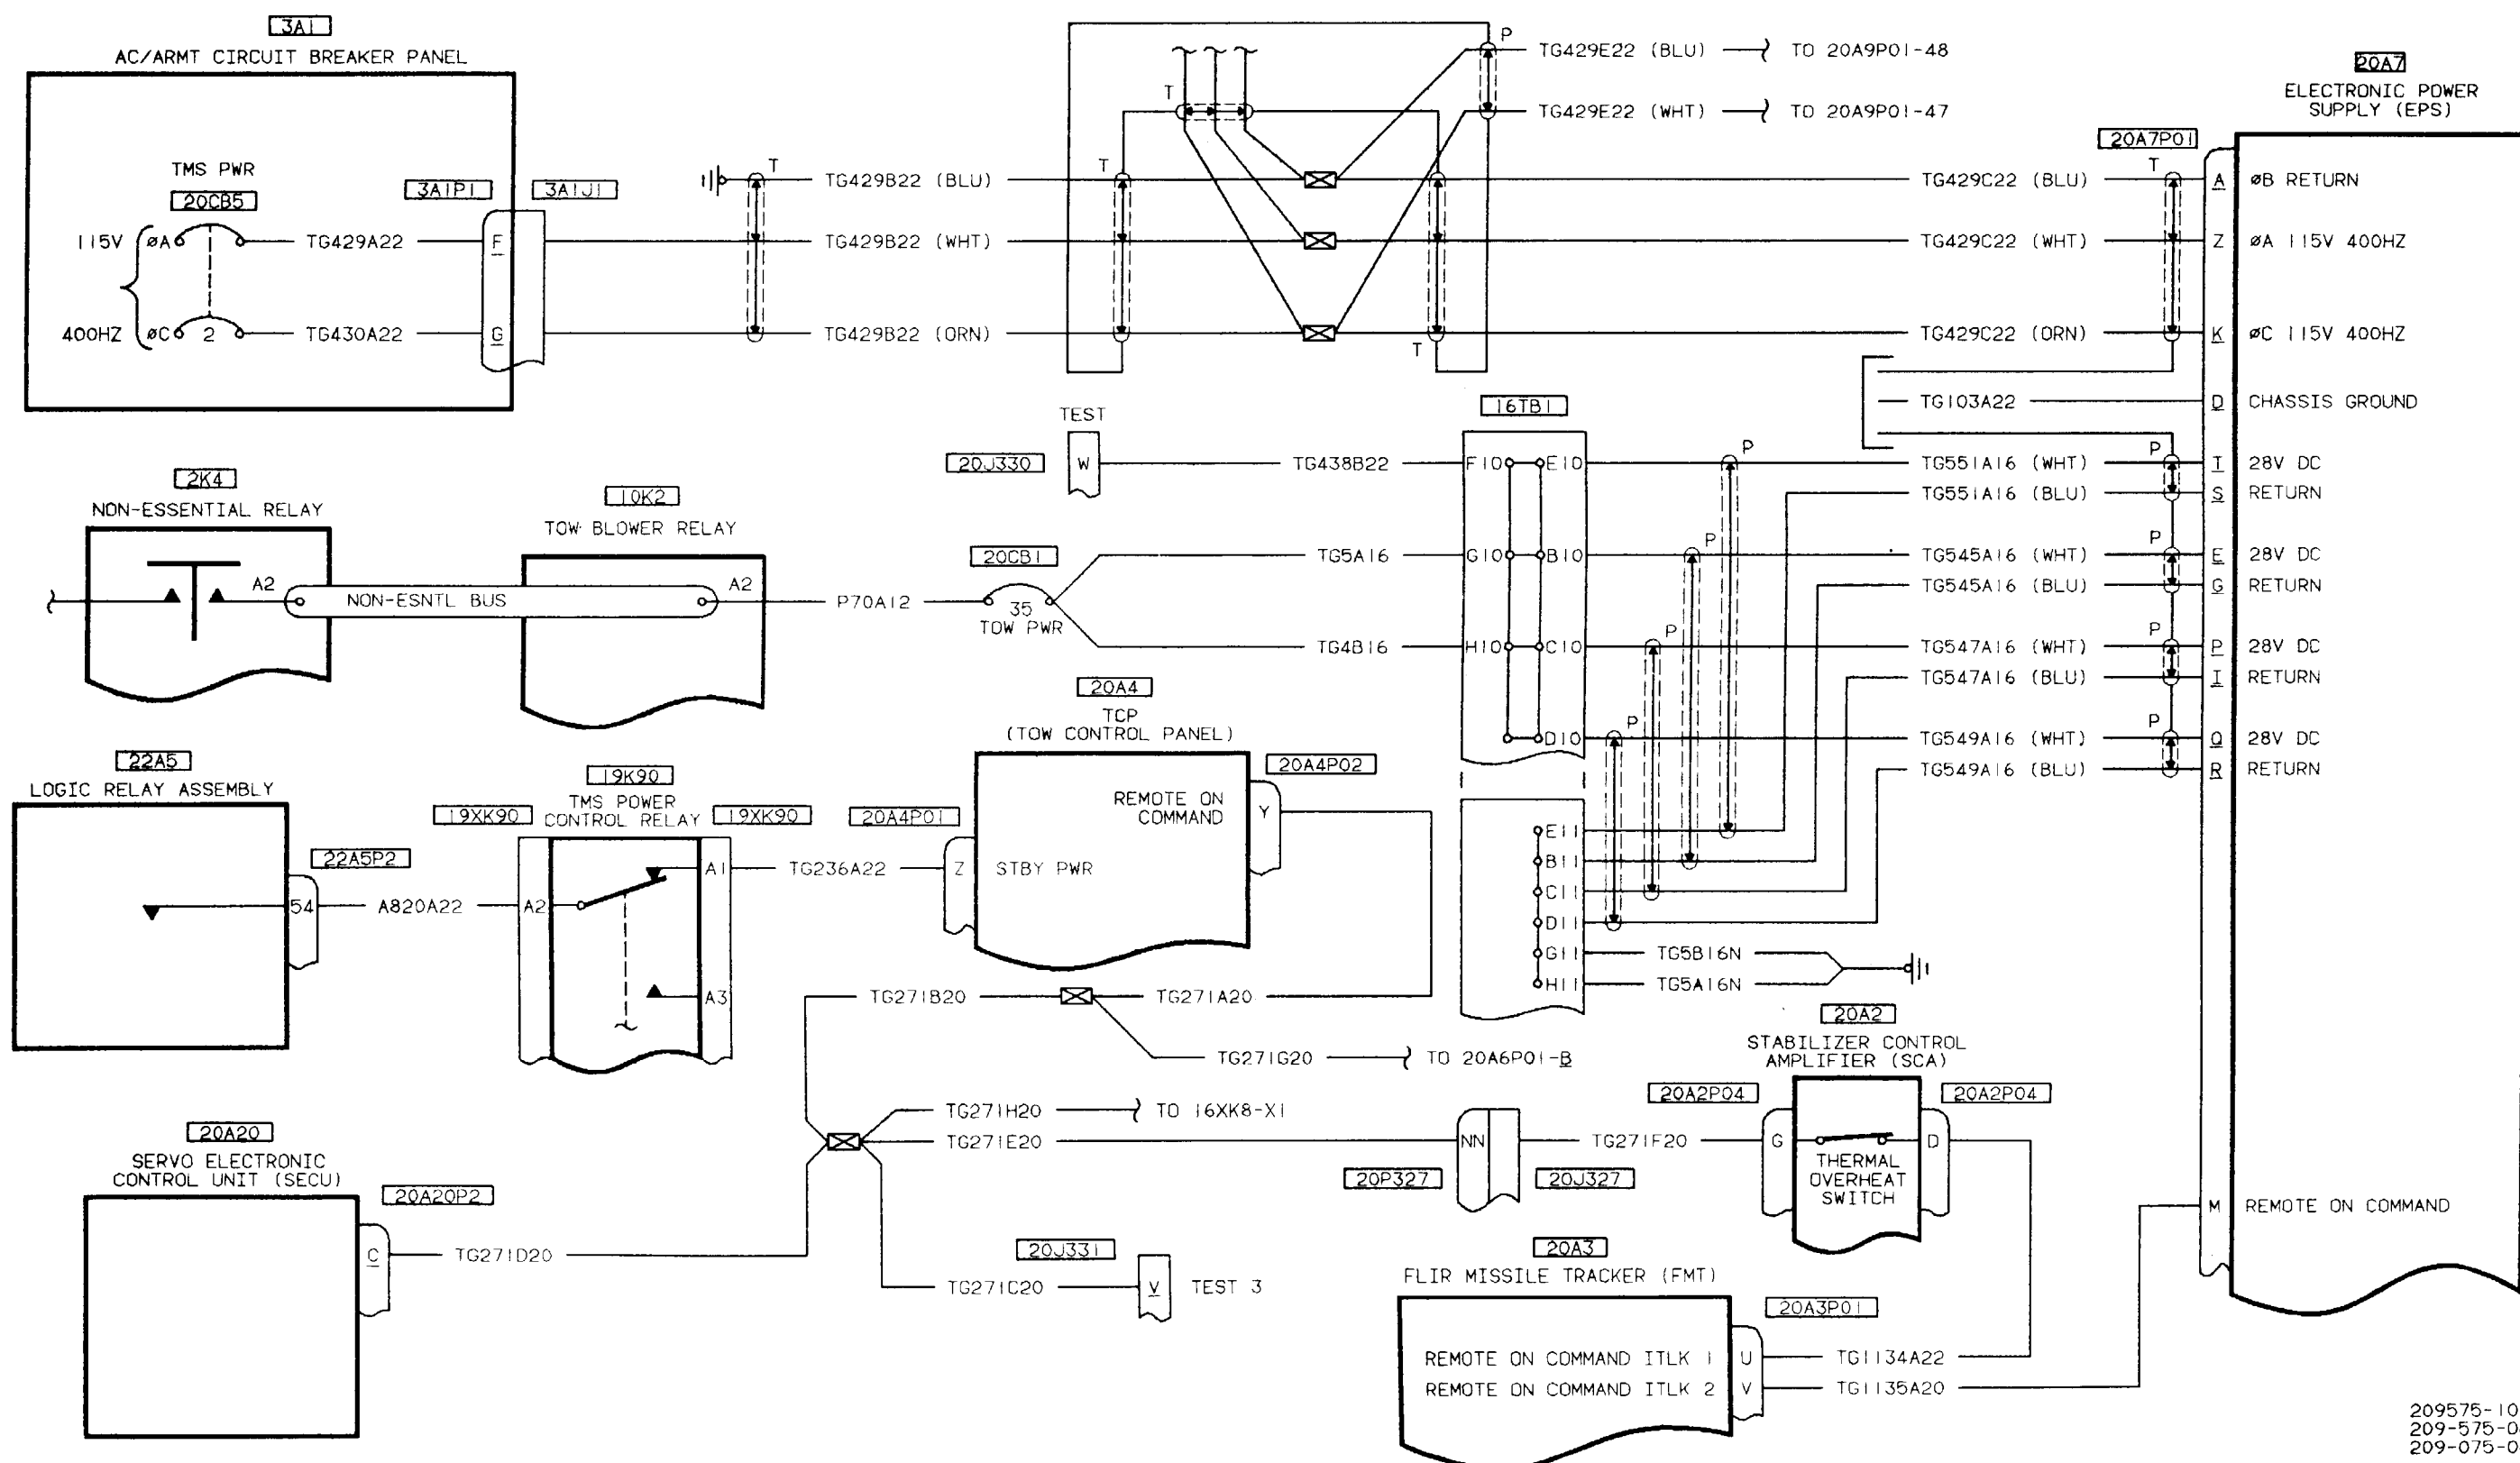 3A1
AC/ARMT CIRCUIT BREAKER PANEL
TMS PWR
20CB5
3A1P1
3A1J1
115V
øA
TG429A22
F
400HZ
øC
2
TG430A22
G
T
TG429B22 (BLU)
TG429B22 (WHT)
TG429B22 (ORN)
T
T
T
P
TG429E22 (BLU)
TO 20A9P01-48
TG429E22 (WHT)
TO 20A9P01-47
20A7
ELECTRONIC POWER
SUPPLY (EPS)
20A7P01
T
TG429C22 (BLU)
A
øB RETURN
TG429C22 (WHT)
Z
øA 115V 400HZ
TG429C22 (ORN)
K
øC 115V 400HZ
TG103A22
D
CHASSIS GROUND
TEST
20J330
W
TG438B22
16TB1
F10
E10
P
TG551A16 (WHT)
P
T
28V DC
TG551A16 (BLU)
S
RETURN
2K4
NON-ESSENTIAL RELAY
10K2
TOW BLOWER RELAY
A2
NON-ESNTL BUS
A2
P70A12
20CB1
35
TOW PWR
TG5A16
G10
B10
P
TG545A16 (WHT)
P
E
28V DC
TG545A16 (BLU)
G
RETURN
TG4B16
H10
C10
P
TG547A16 (WHT)
P
P
28V DC
TG547A16 (BLU)
I
RETURN
D10
P
TG549A16 (WHT)
P
Q
28V DC
TG549A16 (BLU)
R
RETURN
20A4
TCP
(TOW CONTROL PANEL)
20A4P02
REMOTE ON
COMMAND
Y
20A4P01
Z
STBY PWR
22A5
LOGIC RELAY ASSEMBLY
22A5P2
54
A820A22
19K90
TMS POWER
CONTROL RELAY
19XK90
19XK90
A2
A1
A3
TG236A22
E11
B11
C11
D11
G11
TG5B16N
H11
TG5A16N
TG271B20
TG271A20
TG271G20
TO 20A6P01-B
TG271H20
TO 16XK8-X1
TG271E20
NN
20P327
20J327
TG271F20
20A2
STABILIZER CONTROL
AMPLIFIER (SCA)
20A2P04
20A2P04
G
D
THERMAL
OVERHEAT
SWITCH
M
REMOTE ON COMMAND
20A20
SERVO ELECTRONIC
CONTROL UNIT (SECU)
20A20P2
C
TG271D20
20J331
TG271C20
V
TEST 3
20A3
FLIR MISSILE TRACKER (FMT)
20A3P01
REMOTE ON COMMAND ITLK 1
U
TG1134A22
REMOTE ON COMMAND ITLK 2
V
TG1135A20
209575-10
209-575-0
209-075-0